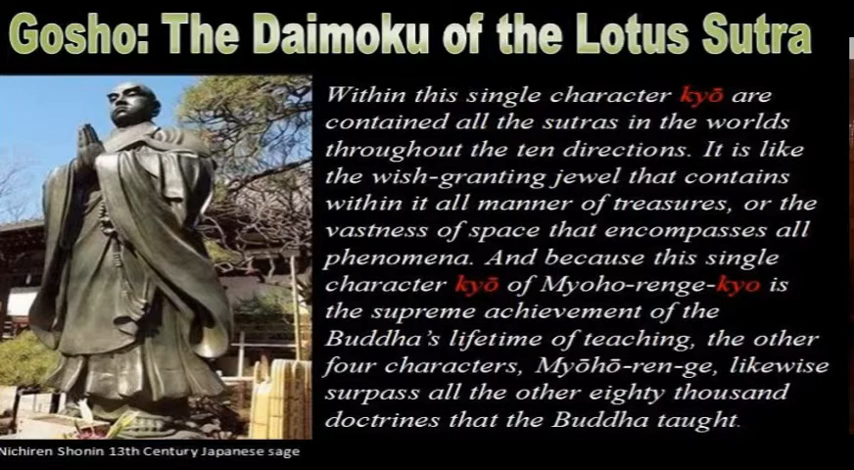 Gosho: The Daimoku of the Lotus Sutra
Within this single character kyō are
contained all the sutras in the worlds
throughout the ten directions. It is like
the wish-granting jewel that contains
within it all manner of treasures, or the
vastness of space that encompasses all
phenomena. And because this single
character kyō of Myoho-renge-kyo is
the supreme achievement of the
Buddha's lifetime of teaching, the other
four characters, Myōhō-ren-ge, likewise
surpass all the other eighty thousand
doctrines that the Buddha taught.
Nichiren Shonin 13th Century Japanese sage